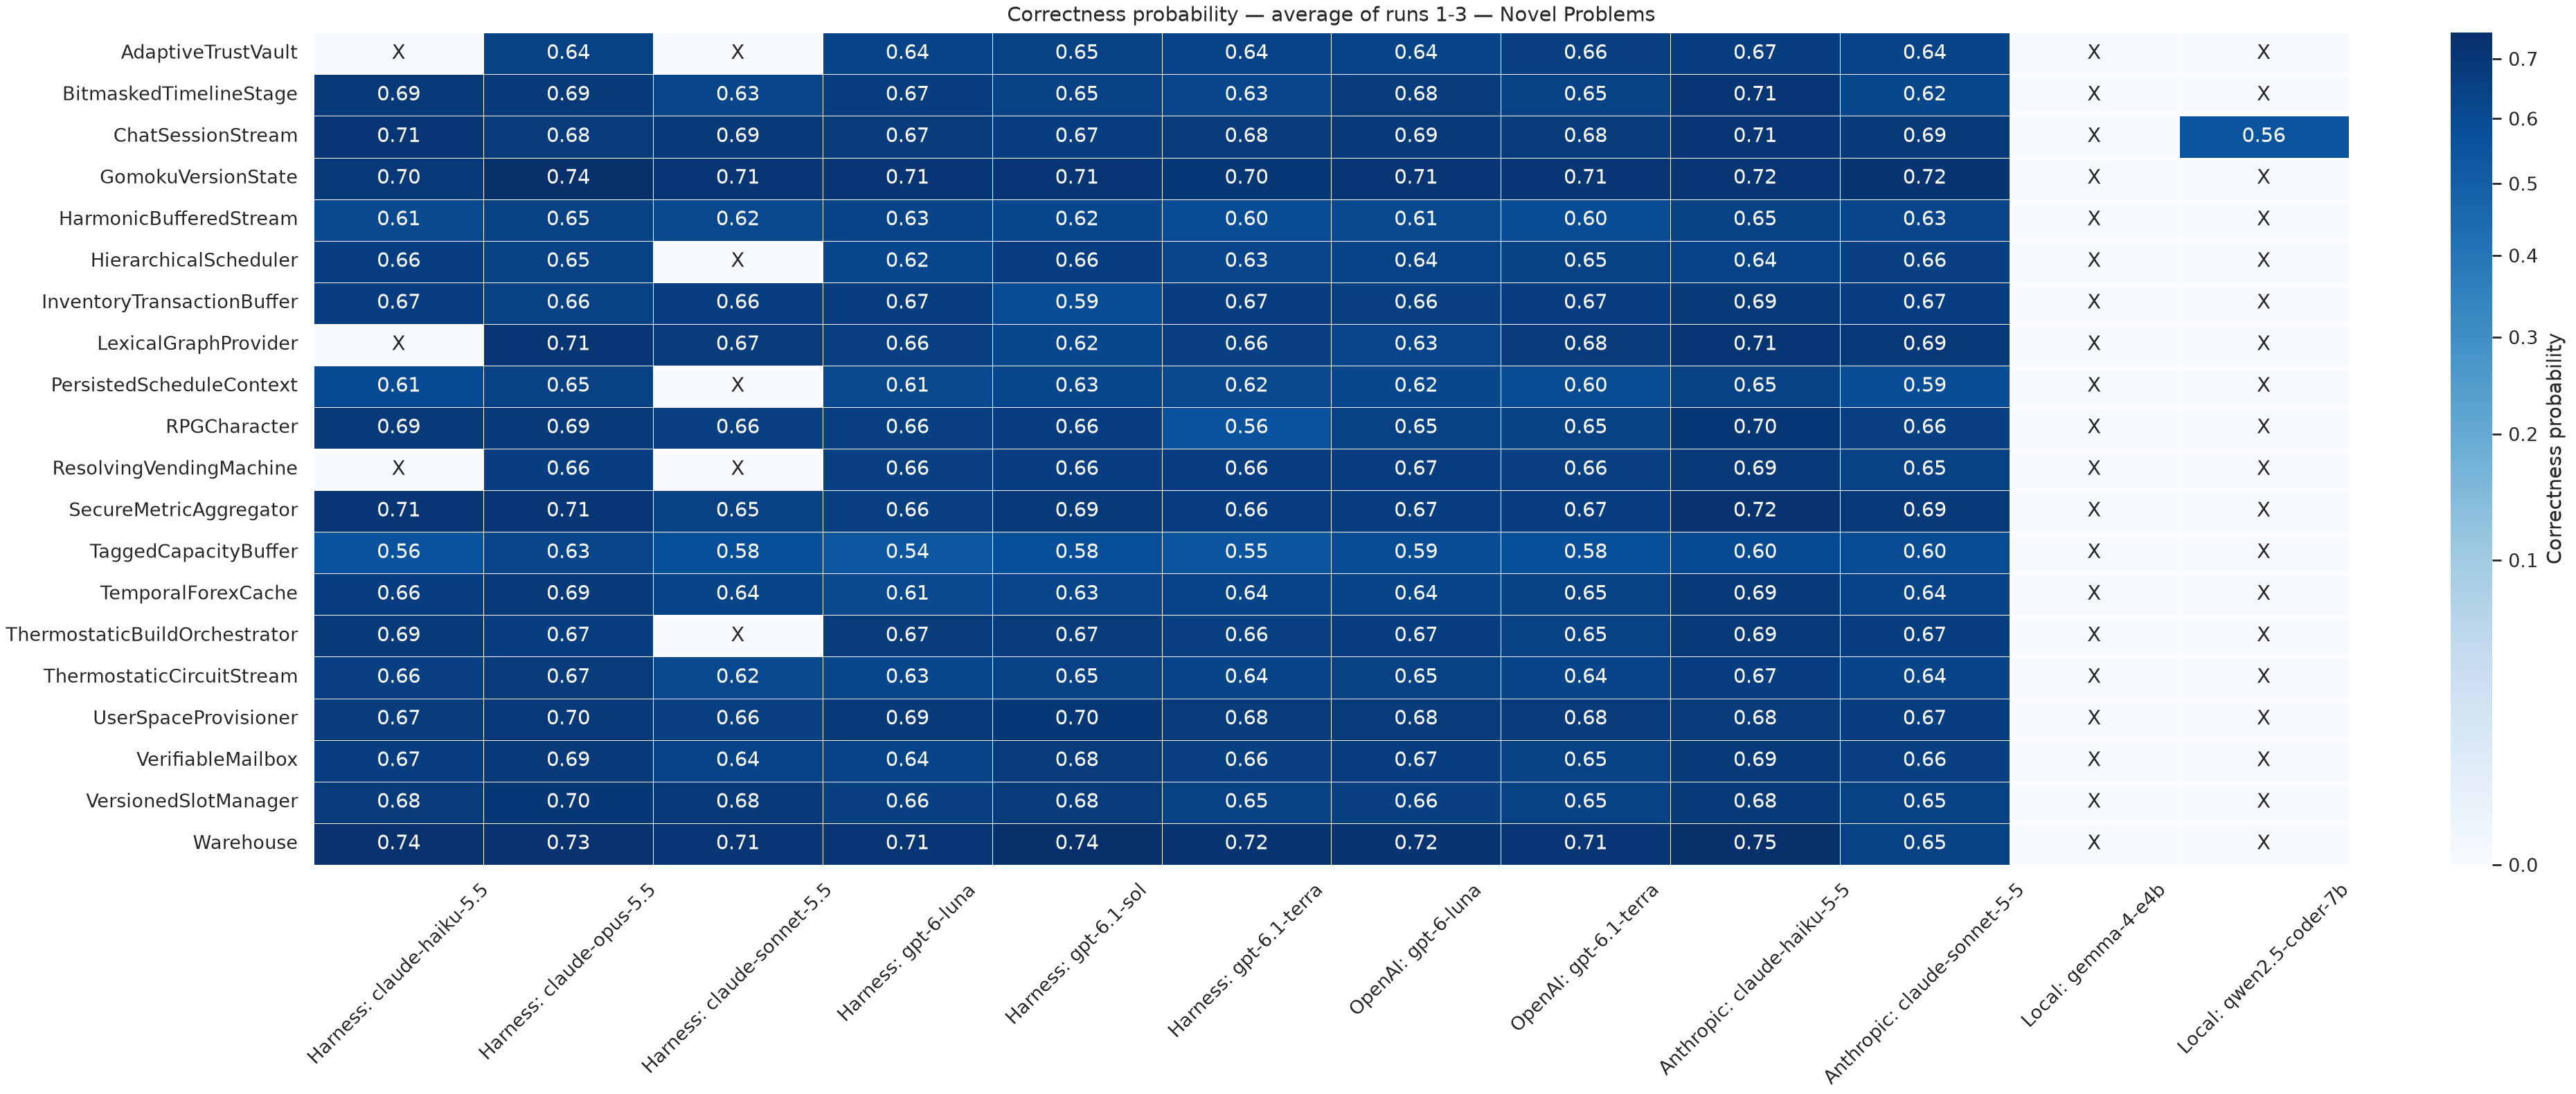 Correctness probability — average of runs 1-3 — Novel Problems
AdaptiveTrustVault X 0.64 X 0.64 0.65 0.64 0.64 0.66 0.67 0.64 X X
BitmaskedTimelineStage 0.69 0.69 0.63 0.67 0.65 0.63 0.68 0.65 0.71 0.62 X X
ChatSessionStream 0.71 0.68 0.69 0.67 0.67 0.68 0.69 0.68 0.71 0.69 X 0.56
GomokuVersionState 0.70 0.74 0.71 0.71 0.71 0.70 0.71 0.71 0.72 0.72 X X
HarmonicBufferedStream 0.61 0.65 0.62 0.63 0.62 0.60 0.61 0.60 0.65 0.63 X X
HierarchicalScheduler 0.66 0.65 X 0.62 0.66 0.63 0.64 0.65 0.64 0.66 X X
InventoryTransactionBuffer 0.67 0.66 0.66 0.67 0.59 0.67 0.66 0.67 0.69 0.67 X X
LexicalGraphProvider X 0.71 0.67 0.66 0.62 0.66 0.63 0.68 0.71 0.69 X X
PersistedScheduleContext 0.61 0.65 X 0.61 0.63 0.62 0.62 0.60 0.65 0.59 X X
RPGCharacter 0.69 0.69 0.66 0.66 0.66 0.56 0.65 0.65 0.70 0.66 X X
ResolvingVendingMachine X 0.66 X 0.66 0.66 0.66 0.67 0.66 0.69 0.65 X X
SecureMetricAggregator 0.71 0.71 0.65 0.66 0.69 0.66 0.67 0.67 0.72 0.69 X X
TaggedCapacityBuffer 0.56 0.63 0.58 0.54 0.58 0.55 0.59 0.58 0.60 0.60 X X
TemporalForexCache 0.66 0.69 0.64 0.61 0.63 0.64 0.64 0.65 0.69 0.64 X X
ThermostaticBuildOrchestrator 0.69 0.67 X 0.67 0.67 0.66 0.67 0.65 0.69 0.67 X X
ThermostaticCircuitStream 0.66 0.67 0.62 0.63 0.65 0.64 0.65 0.64 0.67 0.64 X X
UserSpaceProvisioner 0.67 0.70 0.66 0.69 0.70 0.68 0.68 0.68 0.68 0.67 X X
VerifiableMailbox 0.67 0.69 0.64 0.64 0.68 0.66 0.67 0.65 0.69 0.66 X X
VersionedSlotManager 0.68 0.70 0.68 0.66 0.68 0.65 0.66 0.65 0.68 0.65 X X
Warehouse 0.74 0.73 0.71 0.71 0.74 0.72 0.72 0.71 0.75 0.65 X X
Harness: claude-haiku-5.5
Harness: claude-opus-5.5
Harness: claude-sonnet-5.5
Harness: gpt-6-luna
Harness: gpt-6.1-sol
Harness: gpt-6.1-terra
OpenAI: gpt-6-luna
OpenAI: gpt-6.1-terra
Anthropic: claude-haiku-5-5
Anthropic: claude-sonnet-5-5
Local: gemma-4-e4b
Local: qwen2.5-coder-7b
0.7
0.6
0.5
0.4
0.3
0.2
0.1
0.0
Correctness probability